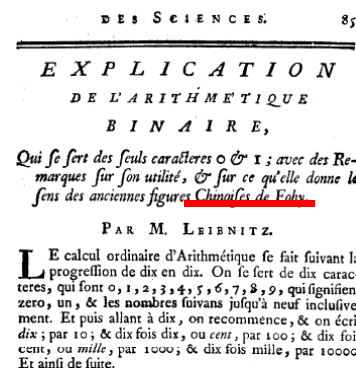 DES SCIENCES. 85
EXPLICATION
DE L'ARITHMÉTIQUE
BINAIRE,
Qui se sert des seuls caracteres 0 & 1 ; avec des Re-
marques sur son utilité, & sur ce qu'elle donne le
sens des anciennes figures Chinoises de Fohy.
PAR M. LEIBNITZ.
LE calcul ordinaire d'Arithmétique se fait suivant la
progression de dix en dix. On se sert de dix carac-
teres, qui sont 0, 1, 2, 3, 4, 5, 6, 7, 8, 9, qui signifient
zero, un, & les nombres suivans jusqu'à neuf inclusive-
ment. Et puis allant à dix, on recommence, & on écrit
dix ; par 10 ; & dix fois dix, ou cent, par 100 ; & dix fois
cent, ou mille, par 1000 ; & dix fois mille, par 10000.
Et ainsi de suite.